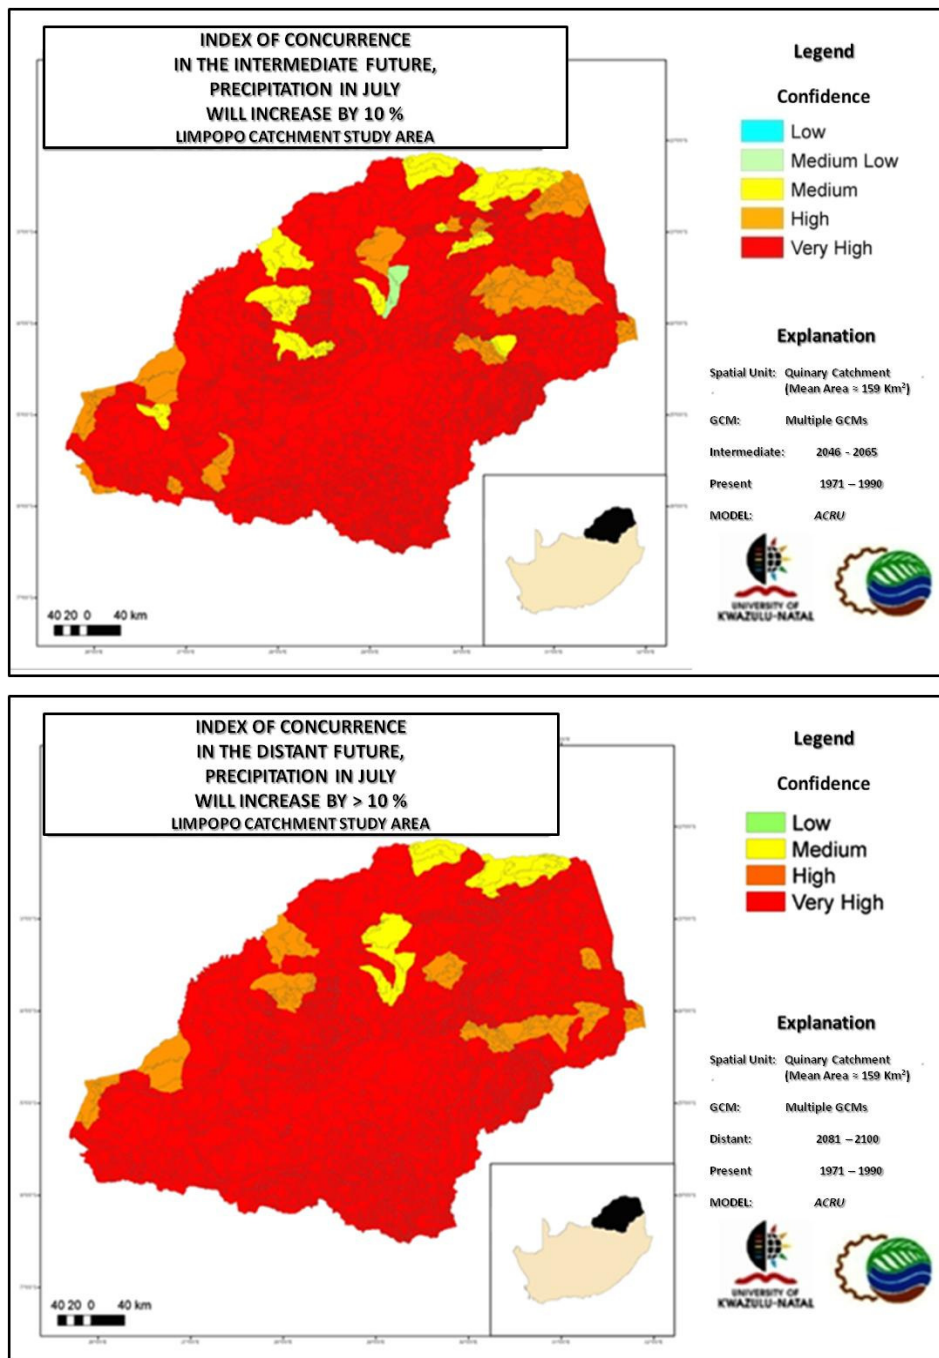 INDEX OF CONCURRENCE
IN THE INTERMEDIATE FUTURE,
PRECIPITATION IN JULY
WILL INCREASE BY 10 %
LIMPOPO CATCHMENT STUDY AREA
Legend
Confidence
Low
Medium Low
Medium
High
Very High
Explanation
Spatial Unit: Quinary Catchment
(Mean Area ≈ 159 Km²)
GCM: Multiple GCMs
Intermediate: 2046 - 2065
Present 1971 – 1990
MODEL: ACRU
UNIVERSITY OF
KWAZULU-NATAL
40 20 0 40 km
INDEX OF CONCURRENCE
IN THE DISTANT FUTURE,
PRECIPITATION IN JULY
WILL INCREASE BY > 10 %
LIMPOPO CATCHMENT STUDY AREA
Legend
Confidence
Low
Medium
High
Very High
Explanation
Spatial Unit: Quinary Catchment
(Mean Area ≈ 159 Km²)
GCM: Multiple GCMs
Distant: 2081 – 2100
Present 1971 – 1990
MODEL: ACRU
UNIVERSITY OF
KWAZULU-NATAL
40 20 0 40 km